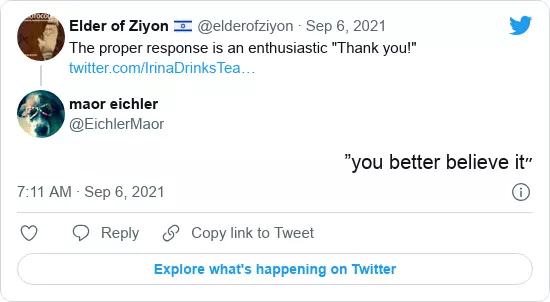 Elder of Ziyon 🇮🇱 @elderofziyon · Sep 6, 2021
The proper response is an enthusiastic "Thank you!"
twitter.com/IrinaDrinksTea…
maor eichler
@EichlerMaor
”you better believe it״
7:11 AM · Sep 6, 2021
Reply
Copy link to Tweet
Explore what's happening on Twitter